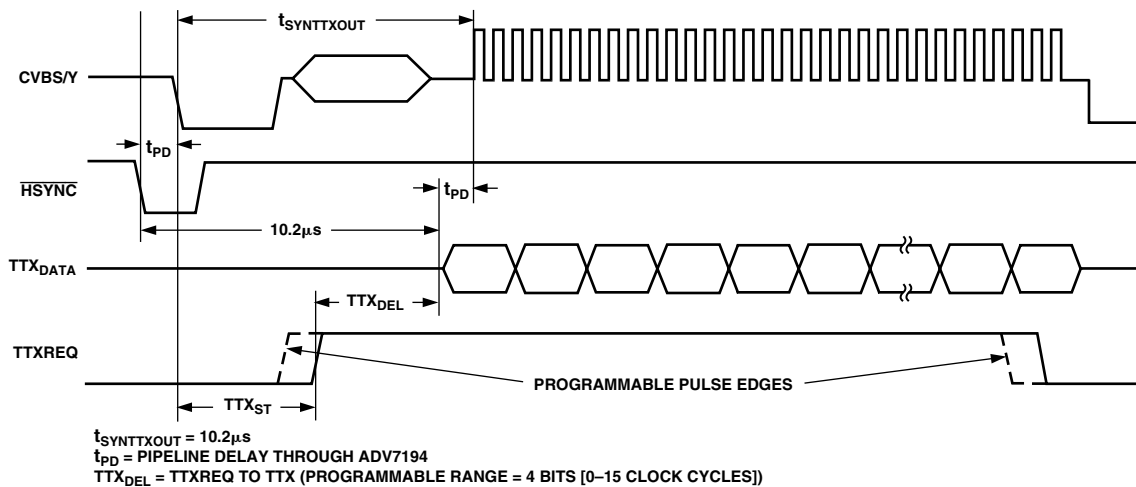 tSYNTTXOUT
CVBS/Y
tPD
HSYNC
tPD
10.2μs
TTXDATA
TTXDEL
TTXREQ
PROGRAMMABLE PULSE EDGES
TTXST
tSYNTTXOUT = 10.2μs
tPD = PIPELINE DELAY THROUGH ADV7194
TTXDEL = TTXREQ TO TTX (PROGRAMMABLE RANGE = 4 BITS [0–15 CLOCK CYCLES])